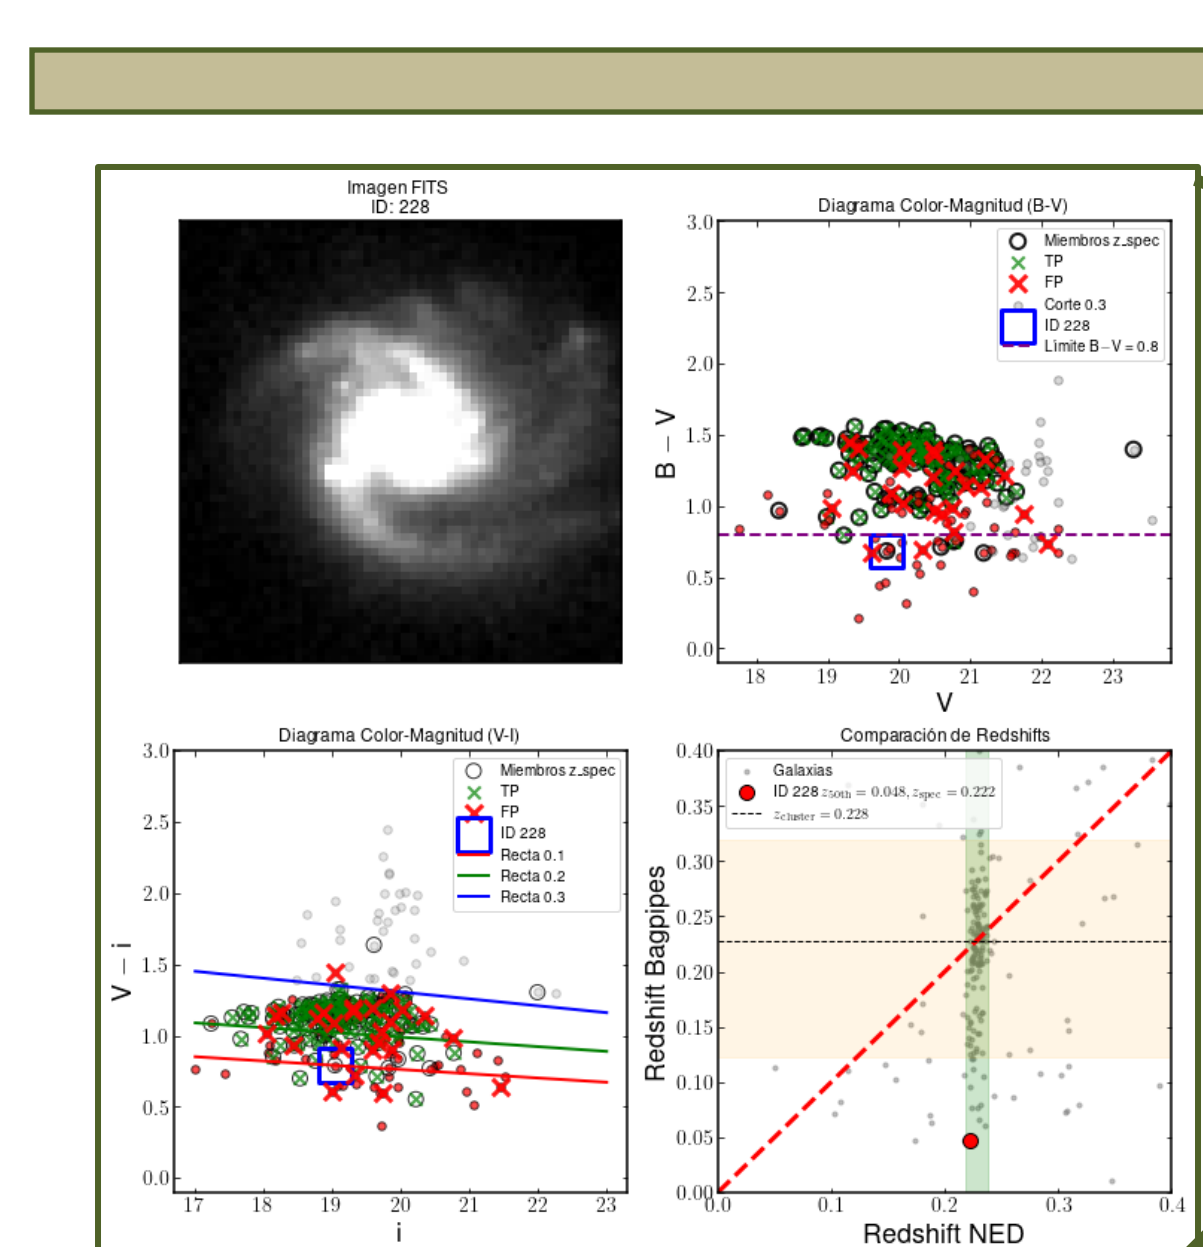 Imagen FITS
ID: 228
Diagrama Color-Magnitud (B-V)
3.0
2.5
2.0
1.5
1.0
0.5
0.0
B − V
Miembros z_spec
TP
FP
Corte 0.3
ID 228
Límite B − V = 0.8
18 19 20 21 22 23
V
Diagrama Color-Magnitud (V-I)
3.0
2.5
2.0
1.5
1.0
0.5
0.0
V − i
Miembros z_spec
TP
FP
ID 228
Recta 0.1
Recta 0.2
Recta 0.3
17 18 19 20 21 22 23
i
Comparación de Redshifts
0.40
0.35
0.30
0.25
0.20
0.15
0.10
0.05
0.00
Redshift Bagpipes
Galaxias
ID 228 z50th = 0.048, zspec = 0.222
zcluster = 0.228
0.0 0.1 0.2 0.3 0.4
Redshift NED